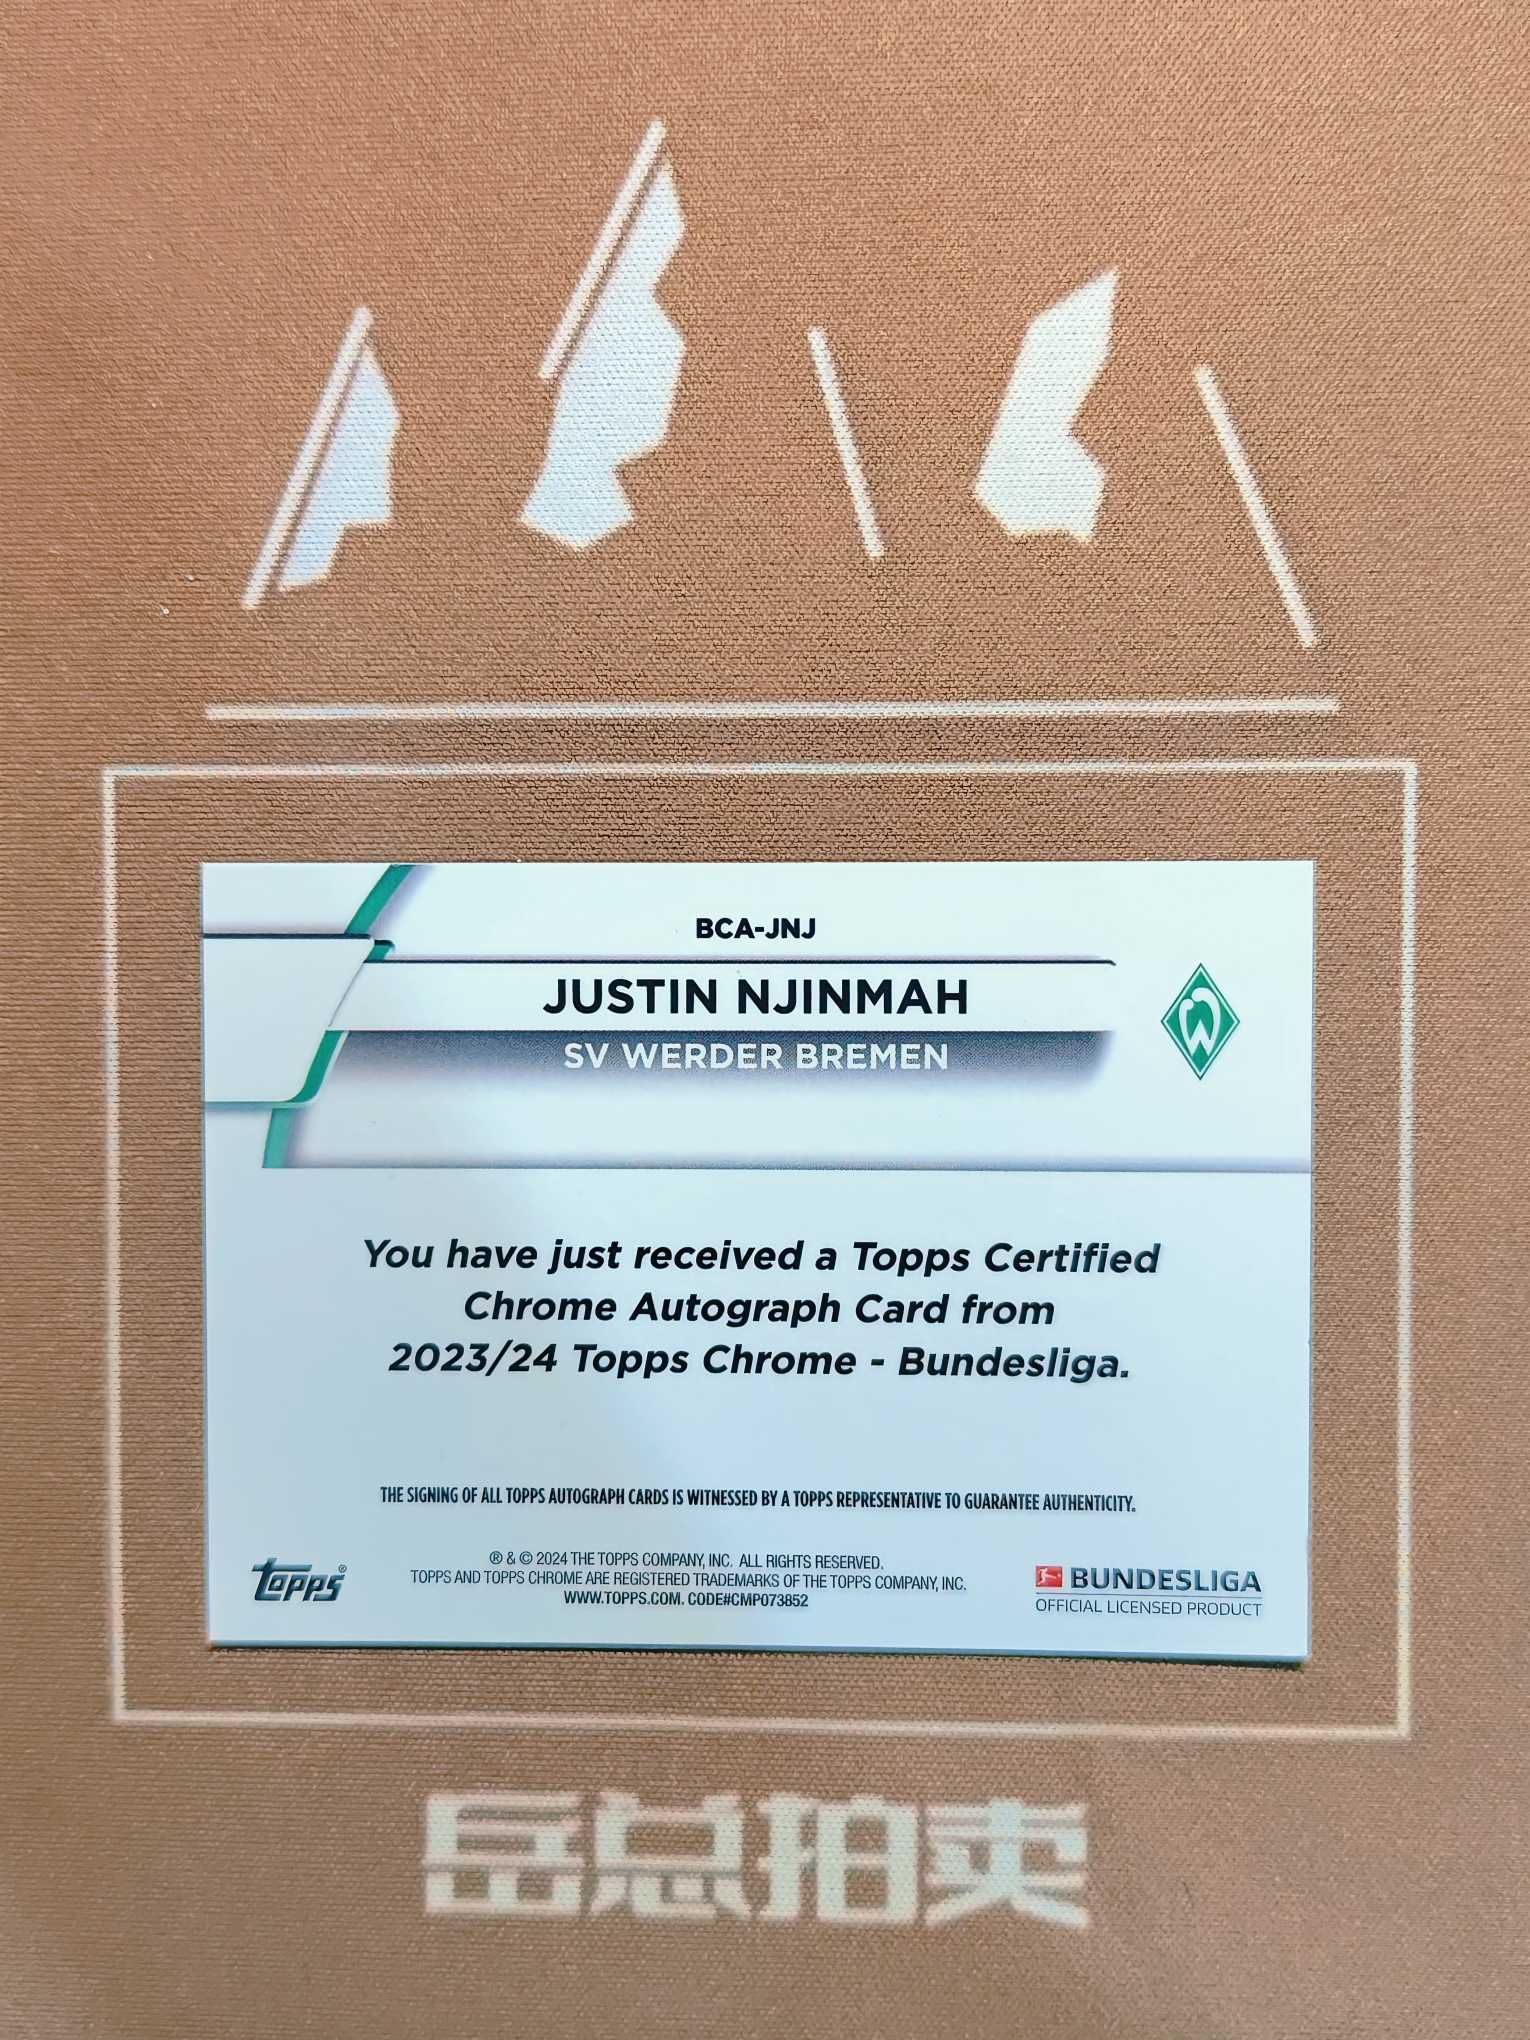 BCA-JNJ
JUSTIN NJINMAH
SV WERDER BREMEN
W
You have just received a Topps Certified
Chrome Autograph Card from
2023/24 Topps Chrome - Bundesliga.
THE SIGNING OF ALL TOPPS AUTOGRAPH CARDS IS WITNESSED BY A TOPPS REPRESENTATIVE TO GUARANTEE AUTHENTICITY.
® & © 2024 THE TOPPS COMPANY, INC. ALL RIGHTS RESERVED.
TOPPS AND TOPPS CHROME ARE REGISTERED TRADEMARKS OF THE TOPPS COMPANY, INC.
WWW.TOPPS.COM. CODE#CMP073852
topps®
BUNDESLIGA
OFFICIAL LICENSED PRODUCT
岳总拍卖